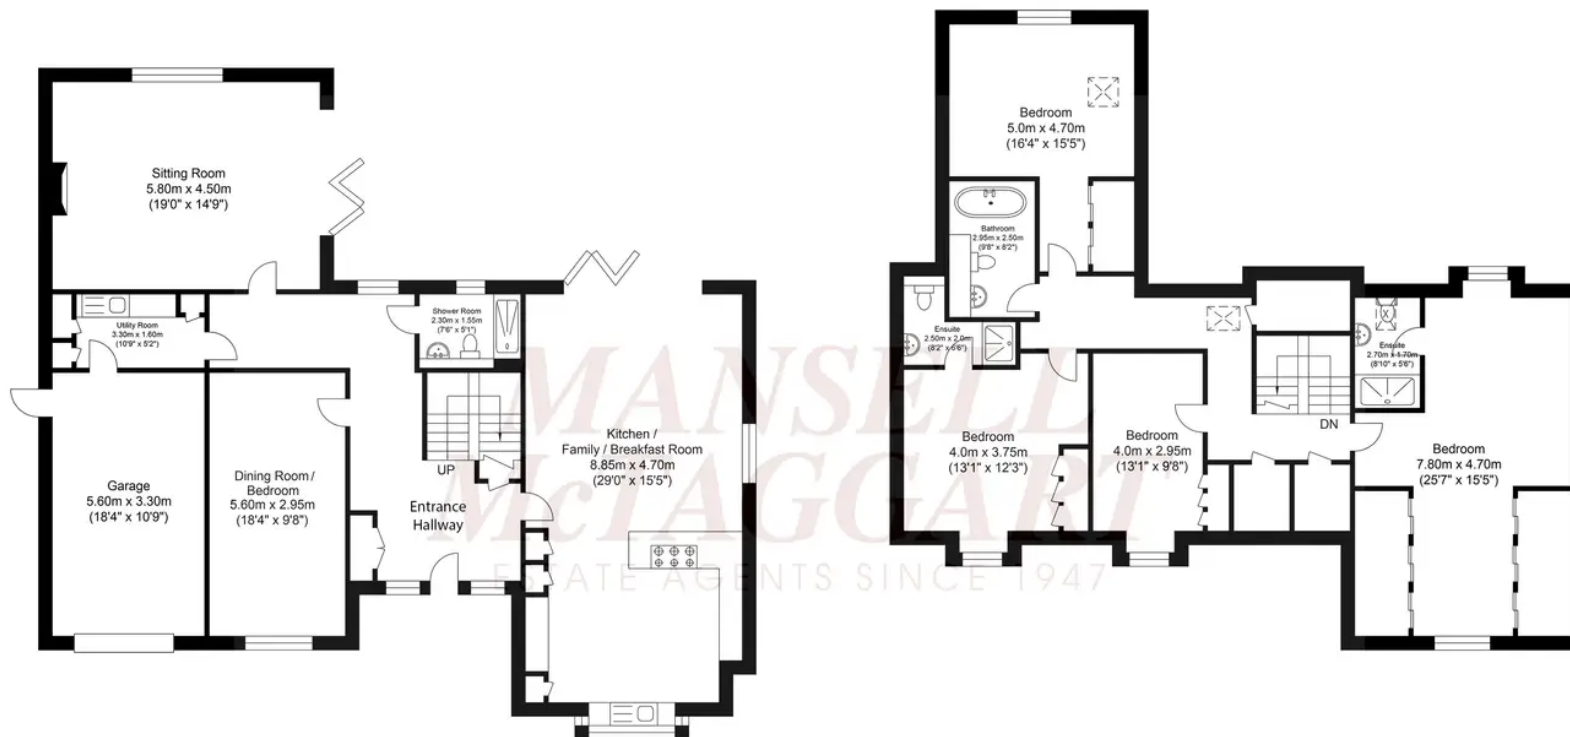 Sitting Room
5.80m x 4.50m
(19'0" x 14'9")
Utility Room
3.30m x 1.60m
(10'9" x 5'2")
Shower Room
2.30m x 1.55m
(7'6" x 5'1")
Garage
5.60m x 3.30m
(18'4" x 10'9")
Dining Room /
Bedroom
5.60m x 2.95m
(18'4" x 9'8")
UP
Entrance
Hallway
Kitchen /
Family / Breakfast Room
8.85m x 4.70m
(29'0" x 15'5")
Bedroom
5.0m x 4.70m
(16'4" x 15'5")
Bathroom
2.95m x 2.50m
(9'8" x 8'2")
Ensuite
2.50m x 2.0m
(8'2" x 6'6")
Ensuite
2.70m x 1.70m
(8'10" x 5'6")
Bedroom
4.0m x 3.75m
(13'1" x 12'3")
Bedroom
4.0m x 2.95m
(13'1" x 9'8")
DN
Bedroom
7.80m x 4.70m
(25'7" x 15'5")
MANSELL
McTAGGART
ESTATE AGENTS SINCE 1947